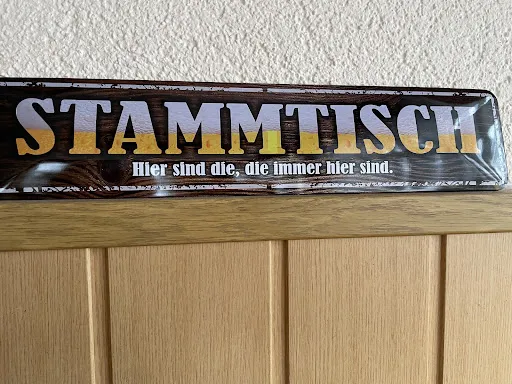 STAMMTISCH
Hier sind die, die immer hier sind.